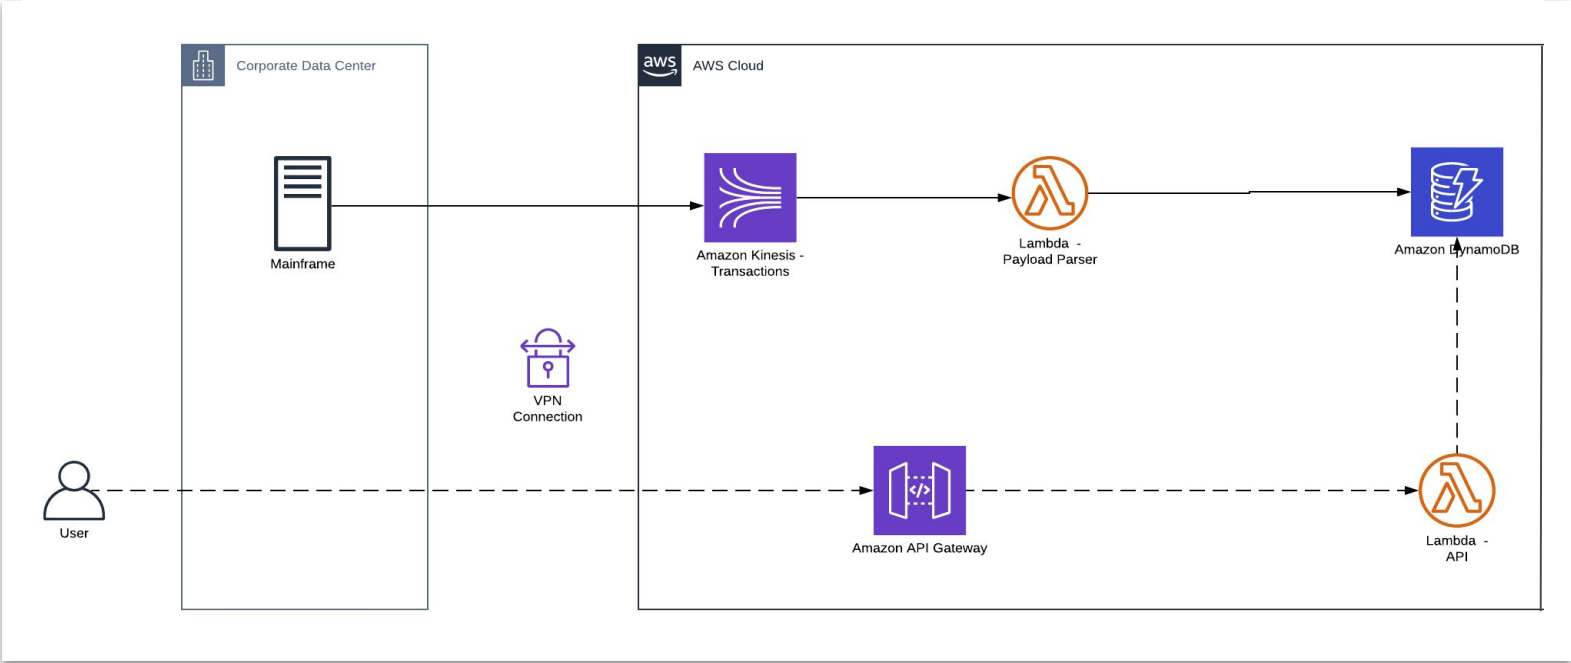 Corporate Data Center
aws
AWS Cloud
Mainframe
Amazon Kinesis -
Transactions
Lambda -
Payload Parser
Amazon DynamoDB
VPN
Connection
User
</>
Amazon API Gateway
Lambda -
API